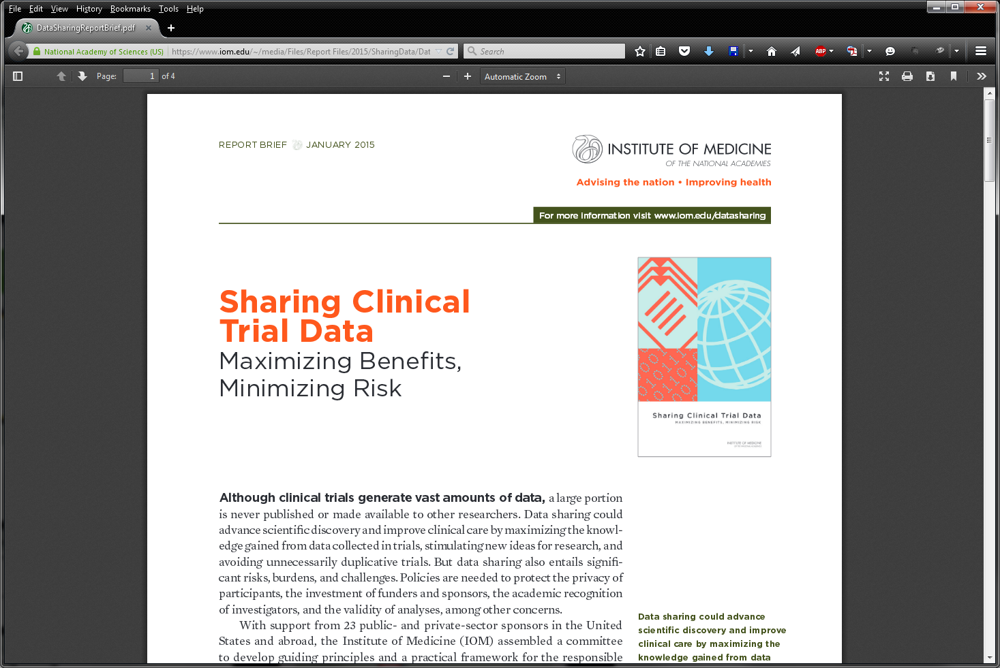 File Edit View History Bookmarks Tools Help
DataSharingReportBrief.pdf
National Academy of Sciences (US) https://www.iom.edu/~/media/Files/Report Files/2015/SharingData/Dat Search ABP
Page: 1 of 4 Automatic Zoom
REPORT BRIEF JANUARY 2015
INSTITUTE OF MEDICINE
OF THE NATIONAL ACADEMIES
Advising the nation • Improving health
For more information visit www.iom.edu/datasharing
Sharing Clinical
Trial Data
Maximizing Benefits,
Minimizing Risk
Sharing Clinical Trial Data
MAXIMIZING BENEFITS, MINIMIZING RISK
INSTITUTE OF MEDICINE
OF THE NATIONAL ACADEMIES
Although clinical trials generate vast amounts of data, a large portion
is never published or made available to other researchers. Data sharing could
advance scientific discovery and improve clinical care by maximizing the knowl-
edge gained from data collected in trials, stimulating new ideas for research, and
avoiding unnecessarily duplicative trials. But data sharing also entails signifi-
cant risks, burdens, and challenges. Policies are needed to protect the privacy of
participants, the investment of funders and sponsors, the academic recognition
of investigators, and the validity of analyses, among other concerns.
With support from 23 public- and private-sector sponsors in the United
States and abroad, the Institute of Medicine (IOM) assembled a committee
to develop guiding principles and a practical framework for the responsible
Data sharing could advance
scientific discovery and improve
clinical care by maximizing the
knowledge gained from data